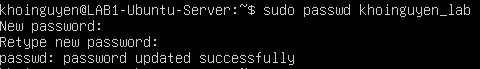 khoinguyen@LAB1-Ubuntu-Server:~$ sudo passwd khoinguyen_lab
New password:
Retype new password:
passwd: password updated successfully